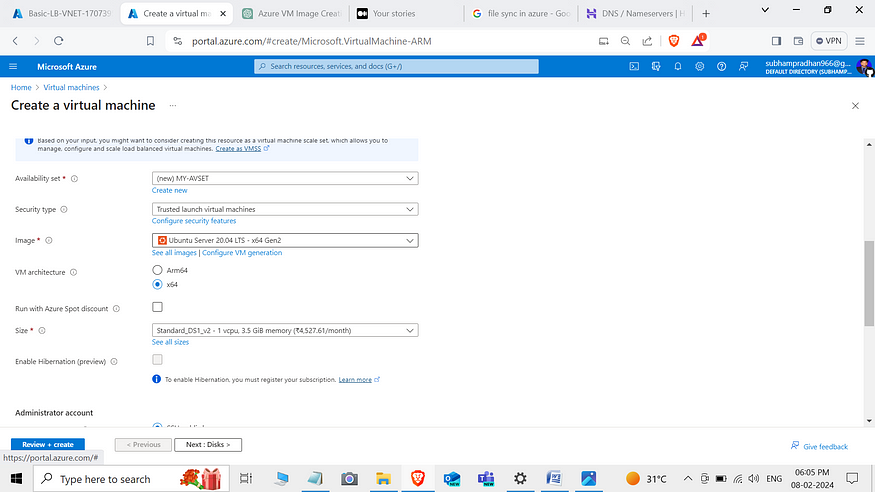 Basic-LB-VNET-170739
Create a virtual ma
Azure VM Image Create
Your stories
file sync in azure - Goo
DNS / Nameservers | H
portal.azure.com/#create/Microsoft.VirtualMachine-ARM
VPN
Microsoft Azure
Search resources, services, and docs (G+/)
subhampradhan966@g...
DEFAULT DIRECTORY (SUBHAMP...
Home > Virtual machines >
Create a virtual machine ...
Based on your input, you might want to consider creating this resource as a virtual machine scale set, which allows you to
manage, configure and scale load balanced virtual machines. Create as VMSS
Availability set *
(new) MY-AVSET
Create new
Security type
Trusted launch virtual machines
Configure security features
Image *
Ubuntu Server 20.04 LTS - x64 Gen2
See all images | Configure VM generation
VM architecture
Arm64
x64
Run with Azure Spot discount
Size *
Standard_DS1_v2 - 1 vcpu, 3.5 GiB memory (₹4,527.61/month)
See all sizes
Enable Hibernation (preview)
To enable Hibernation, you must register your subscription. Learn more
Administrator account
Review + create
< Previous
Next : Disks >
Give feedback
https://portal.azure.com/#
Type here to search
31°C
ENG
06:05 PM
08-02-2024